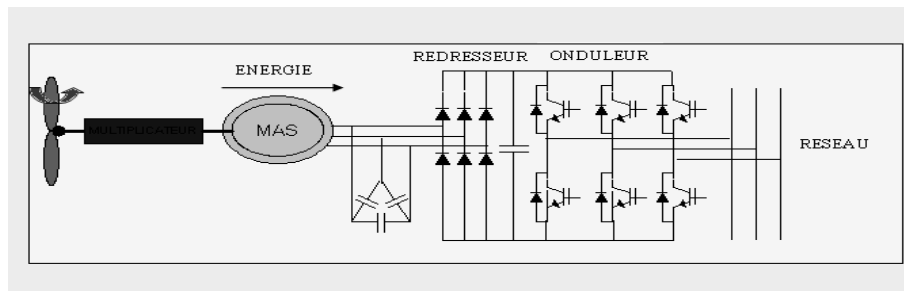 REDRESSEUR
ONDULEUR
ENERGIE
MULTIPLICATEUR
MAS
RESEAU